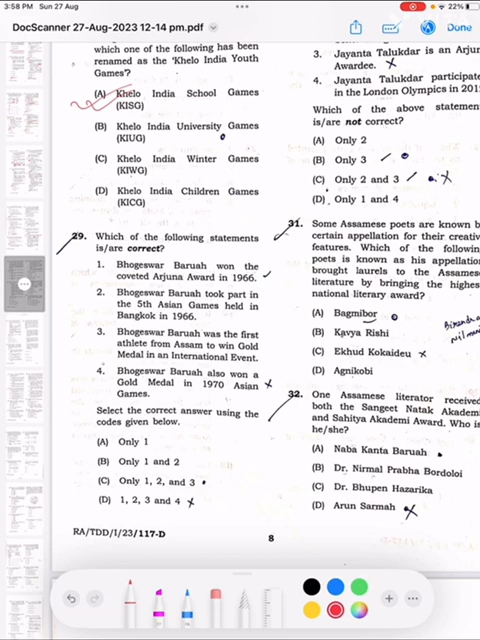 3:58 PM Sun 27 Aug
22%
DocScanner 27-Aug-2023 12-14 pm.pdf
Done
which one of the following has been
renamed as the 'Khelo India Youth
Games?
(A) Khelo India School Games
(KISG)
(B) Khelo India University Games
(KIUG)
(C) Khelo India Winter Games
(KIWG)
(D) Khelo India Children Games
(KICG)
29. Which of the following statements
is/are correct?
1. Bhogeswar Baruah won the
coveted Arjuna Award in 1966.
2. Bhogeswar Baruah took part in
the 5th Asian Games held in
Bangkok in 1966.
3. Bhogeswar Baruah was the first
athlete from Assam to win Gold
Medal in an International Event.
4. Bhogeswar Baruah also won a
Gold Medal in 1970 Asian
Games.
Select the correct answer using the
codes given below.
(A) Only 1
(B) Only 1 and 2
(C) Only 1, 2, and 3
(D) 1, 2, 3 and 4
RA/TDD/I/23/117-D
8
3. Jayanta Talukdar is an Arju
Awardee.
4. Jayanta Talukdar participate
in the London Olympics in 201
Which of the above statemen
is/are not correct?
(A) Only 2
(B) Only 3
(C) Only 2 and 3
(D) Only 1 and 4
31. Some Assamese poets are known b
certain appellation for their creativ
features. Which of the followin
poets is known as his appellation
brought laurels to the Assames
literature by bringing the highes
national literary award?
(A) Bagmibor
(B) Kavya Rishi
(C) Ekhud Kokaideu
(D) Agnikobi
32. One Assamese literator received
both the Sangeet Natak Akadem
and Sahitya Akademi Award. Who is
he/she?
(A) Naba Kanta Baruah
(B) Dr. Nirmal Prabha Bordoloi
(C) Dr. Bhupen Hazarika
(D) Arun Sarmah